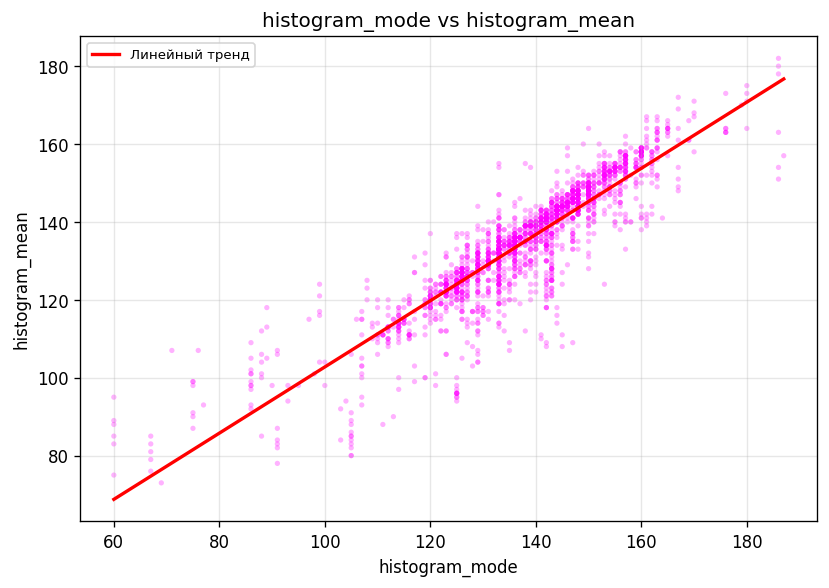 histogram_mode vs histogram_mean
Линейный тренд
histogram_mean
180
160
140
120
100
80
60 80 100 120 140 160 180
histogram_mode